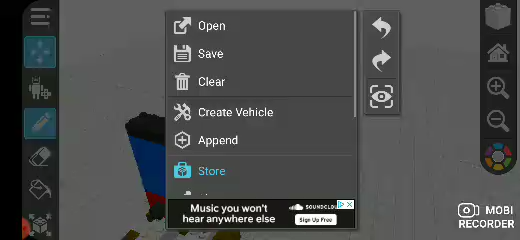 Open
Save
Clear
Create Vehicle
Append
Store
Music you won't
hear anywhere else
SOUNDCLOUD
Sign Up Free
MOBI
RECORDER